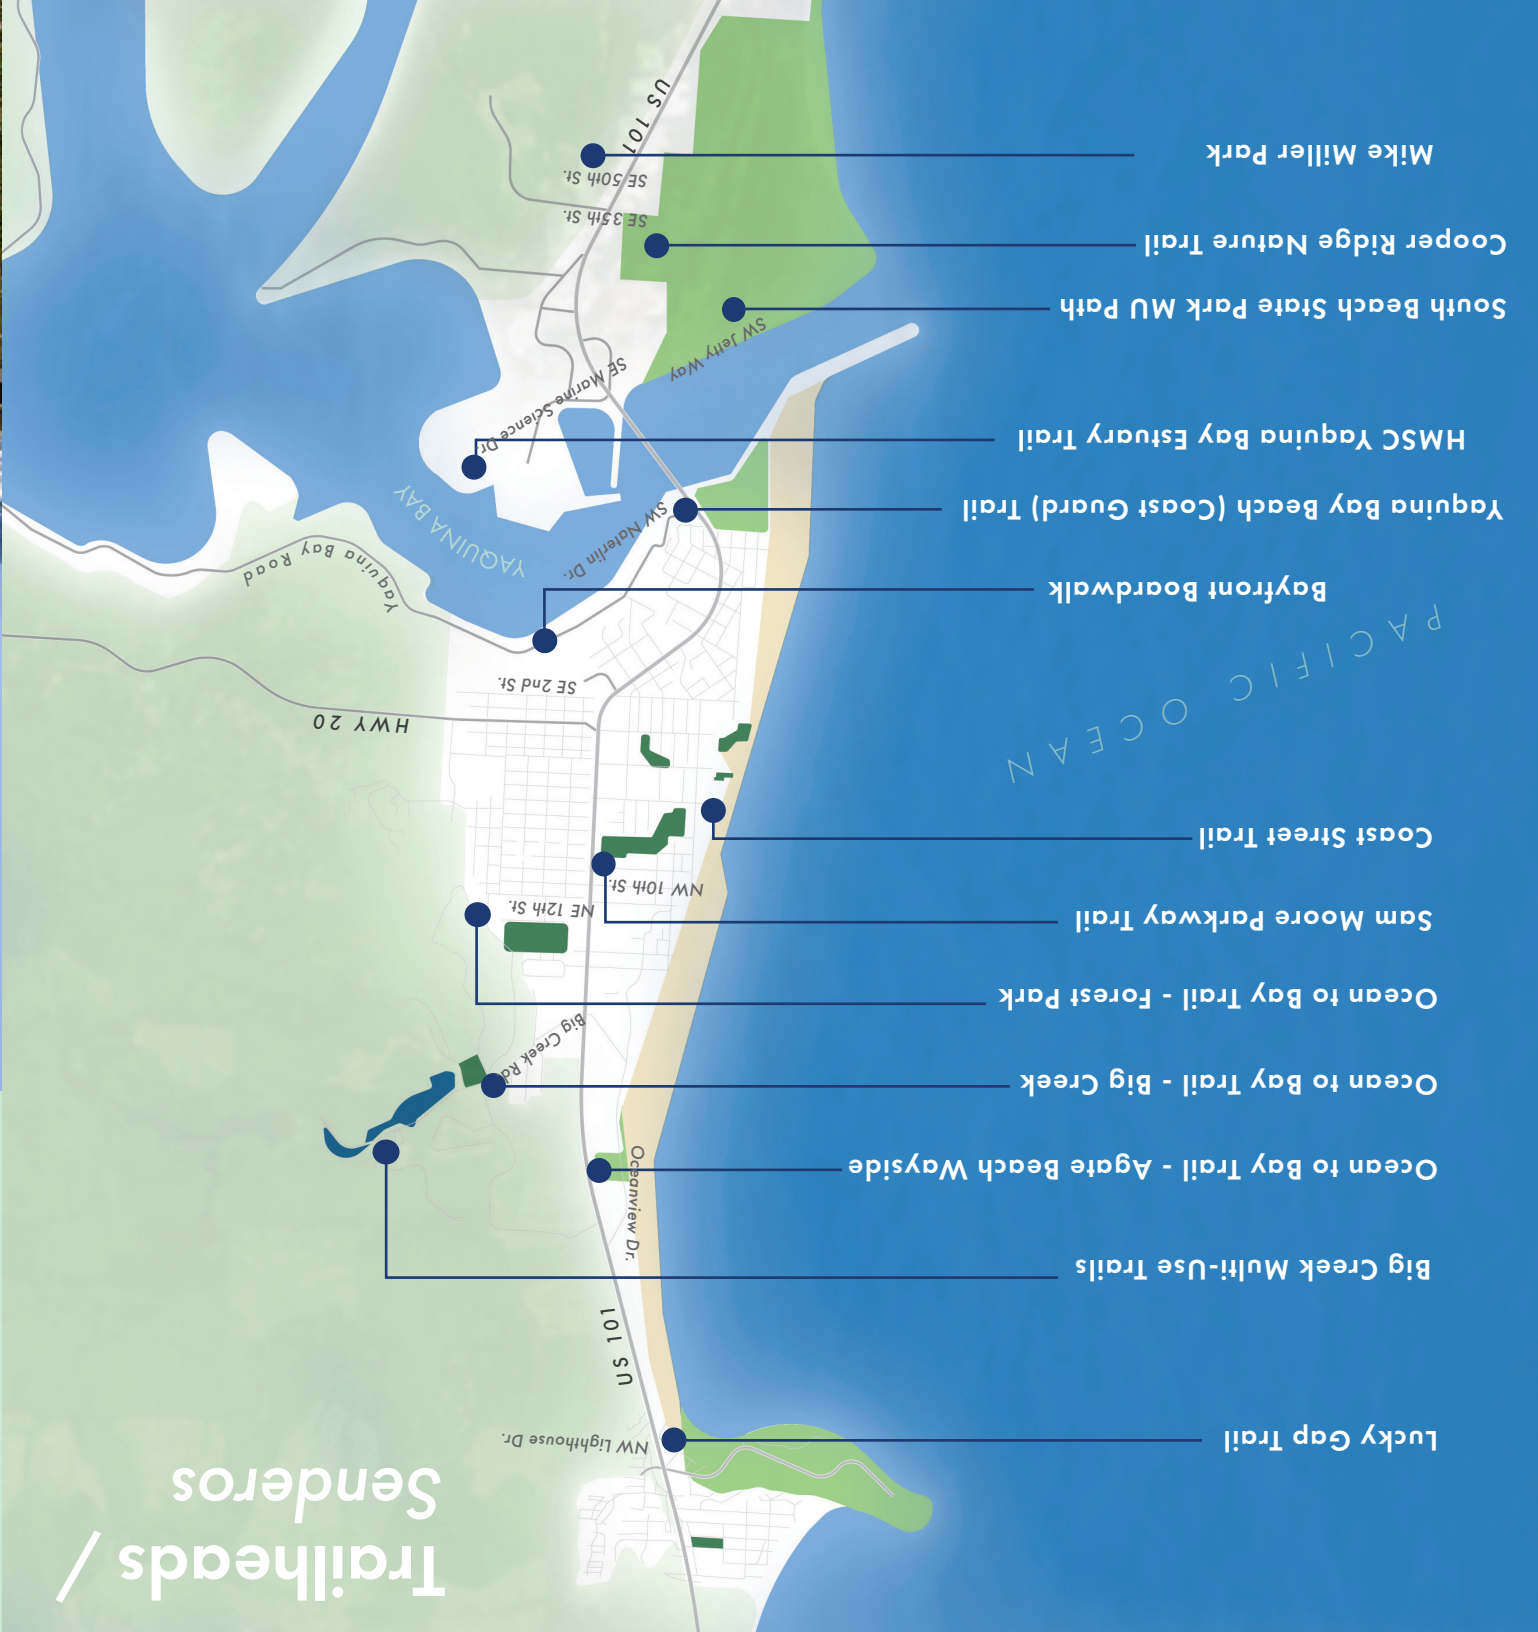 Trailheads /
Senderos
Lucky Gap Trail
NW Lighthouse Dr.
US 101
Big Creek Multi-Use Trails
Oceanview Dr.
Ocean to Bay Trail - Agate Beach Wayside
Ocean to Bay Trail - Big Creek
Big Creek Rd
Ocean to Bay Trail - Forest Park
Sam Moore Parkway Trail
NE 12th St.
NW 10th St.
Coast Street Trail
PACIFIC OCEAN
HWY 20
SE 2nd St.
Bayfront Boardwalk
Yaquina Bay Road
YAQUINA BAY
SW Naterlin Dr.
Yaquina Bay Beach (Coast Guard) Trail
HMSC Yaquina Bay Estuary Trail
SE Marine Science Dr.
SW Jetty Way
South Beach State Park MU Path
Cooper Ridge Nature Trail
SE 35th St.
SE 50th St.
Mike Miller Park
US 101